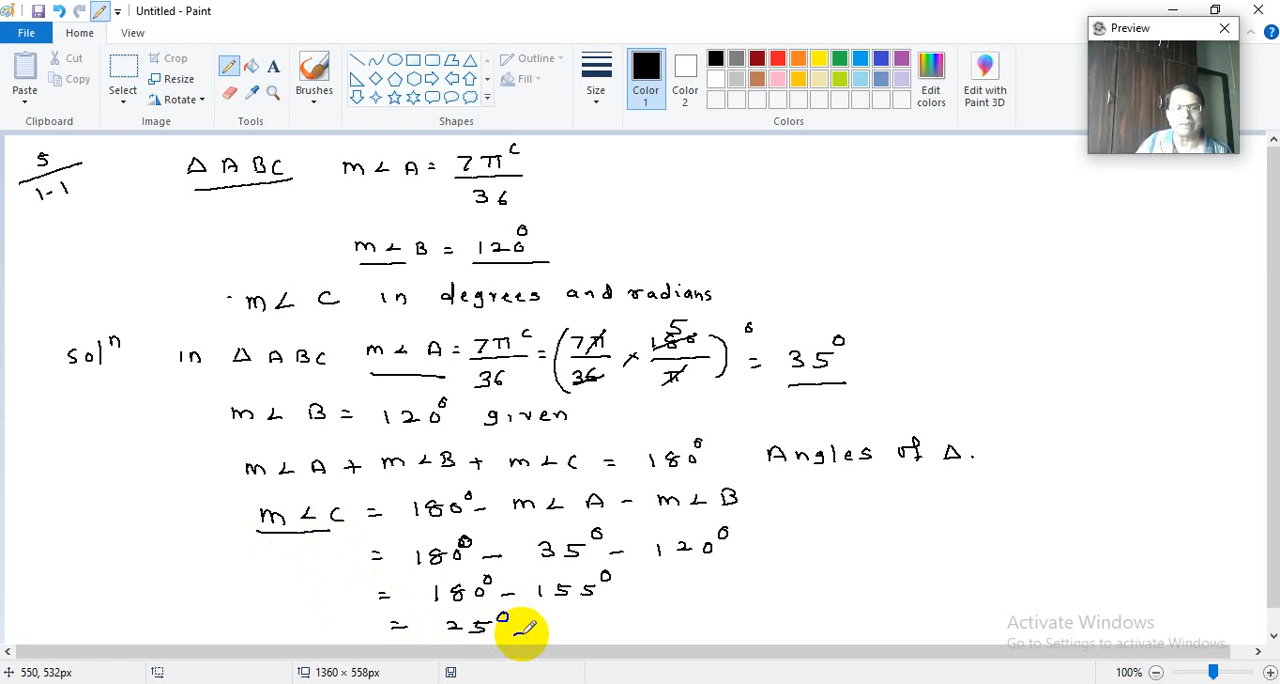 Untitled - Paint
Preview
File Home View
Paste
Cut
Copy
Clipboard
Select
Crop
Resize
Rotate
Image
Tools
Brushes
Shapes
Outline
Fill
Size
Color 1
Color 2
Colors
Edit colors
Edit with Paint 3D
5/1-1 Δ ABC m∠A = 7π^c/36
m∠B = 120°
m∠C in degrees and radians
Solⁿ in Δ ABC m∠A = 7π^c/36 = (7π/36 × 180/π)° = 35°
5
m∠B = 120° given
m∠A + m∠B + m∠C = 180° Angles of Δ.
m∠C = 180° - m∠A - m∠B
= 180° - 35° - 120°
= 180° - 155°
= 25°
Activate Windows
Go to Settings to activate Windows.
550, 532px 1360 × 558px 100%